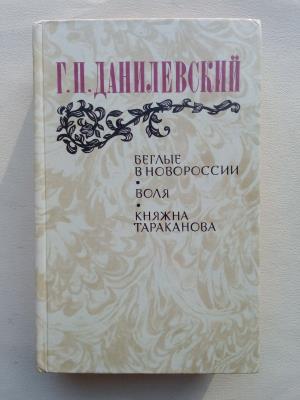 Г.П.ДАНИЛЕВСКИЙ
БЕГЛЫЕ
В НОВОРОССИИ
•
ВОЛЯ
•
КНЯЖНА
ТАРАКАНОВА